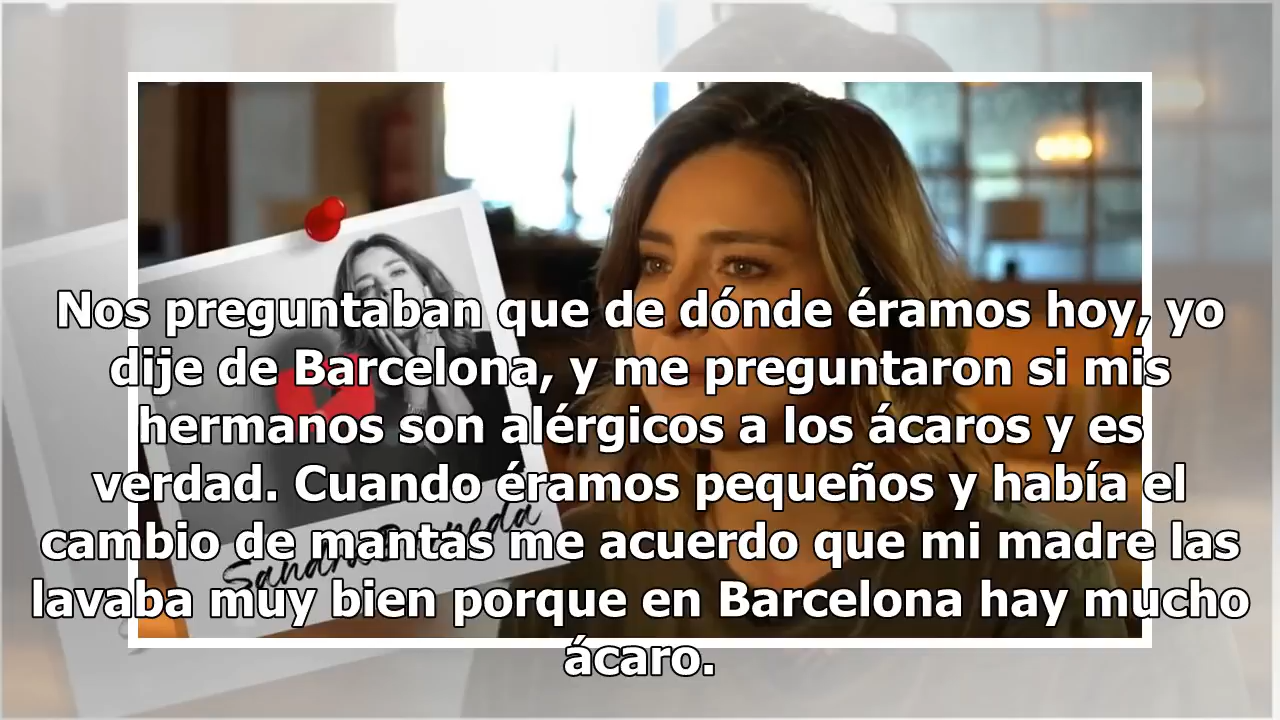 Nos preguntaban que de dónde éramos hoy, yo
dije de Barcelona, y me preguntaron si mis
hermanos son alérgicos a los ácaros y es
verdad. Cuando éramos pequeños y había el
cambio de mantas me acuerdo que mi madre las
lavaba muy bien porque en Barcelona hay mucho
ácaro.
Sandra